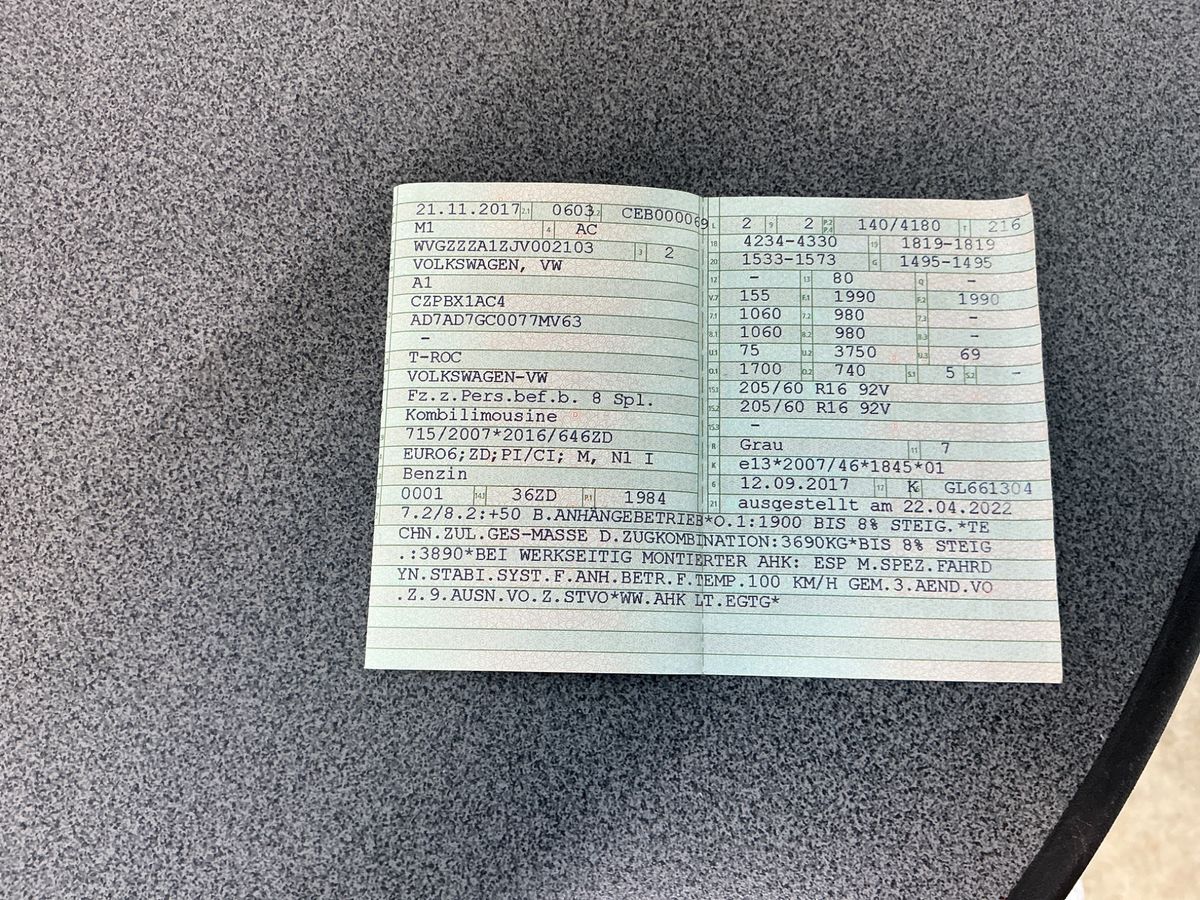 21.11.2017 2.1 0603 2.2 CEB000069
M1 4 AC
WVGZZZA1ZJV002103 3 2
VOLKSWAGEN, VW
A1
CZPBX1AC4
AD7AD7GC0077MV63
-
T-ROC
VOLKSWAGEN-VW
Fz.z.Pers.bef.b. 8 Spl.
Kombilimousine
715/2007*2016/646ZD
EURO6;ZD;PI/CI; M, N1 I
Benzin
0001 14.1 36ZD P.1 1984
L 2 9 2 P.2 P.4 140/4180 T 216
18 4234-4330 19 1819-1819
20 1533-1573 G 1495-1495
12 - 13 80 Q -
V.7 155 F.1 1990 F.2 1990
7.1 1060 7.2 980 7.3 -
8.1 1060 8.2 980 8.3 -
U.1 75 U.2 3750 U.3 69
O.1 1700 O.2 740 S.1 5 S.2 -
15.1 205/60 R16 92V
15.2 205/60 R16 92V
15.3 -
R Grau 11 7
K e13*2007/46*1845*01
6 12.09.2017 17 K 16 GL661304
21 ausgestellt am 22.04.2022
7.2/8.2:+50 B.ANHÄNGEBETRIEB*O.1:1900 BIS 8% STEIG.*TE
CHN.ZUL.GES-MASSE D.ZUGKOMBINATION:3690KG*BIS 8% STEIG
.:3890*BEI WERKSEITIG MONTIERTER AHK: ESP M.SPEZ.FAHRD
YN.STABI.SYST.F.ANH.BETR.F.TEMP.100 KM/H GEM.3.AEND.VO
.Z.9.AUSN.VO.Z.STVO*WW.AHK LT.EGTG*